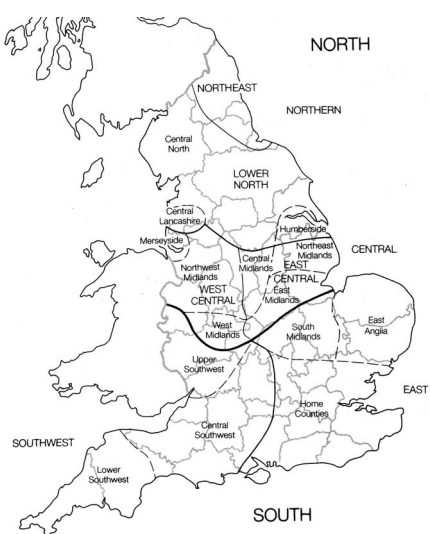 NORTH
NORTHEAST
NORTHERN
Central
North
LOWER
NORTH
Central
Lancashire
Humberside
Merseyside
Northeast
Midlands
CENTRAL
Central
Midlands
EAST
CENTRAL
Northwest
Midlands
WEST
CENTRAL
East
Midlands
West
Midlands
South
Midlands
East
Anglia
Upper
Southwest
EAST
Home
Counties
Central
Southwest
SOUTHWEST
Lower
Southwest
SOUTH